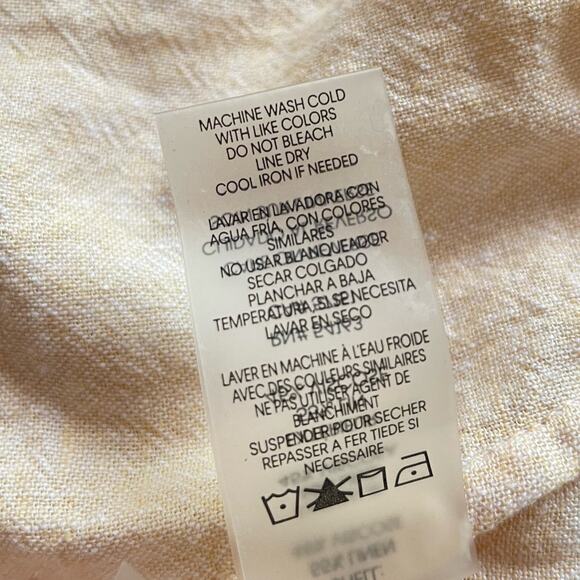 MACHINE WASH COLD
WITH LIKE COLORS
DO NOT BLEACH
LINE DRY
COOL IRON IF NEEDED
LAVAR EN LAVADORA CON
AGUA FRÍA, CON COLORES
SIMILARES
NO USAR BLANQUEADOR
SECAR COLGADO
PLANCHAR A BAJA
TEMPERATURA, SI SE NECESITA
LAVAR EN SECO
LAVER EN MACHINE À L'EAU FROIDE
AVEC DES COULEURS SIMILAIRES
NE PAS UTILISER AGENT DE
BLANCHIMENT
SUSPENDER POUR SECHER
REPASSER A FER TIEDE SI
NECESSAIRE